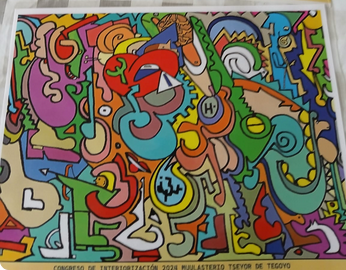 CONGRESO DE INTERIORIZACIÓN 2024 MUULASTERIO TSEYOR DE TEGOYO